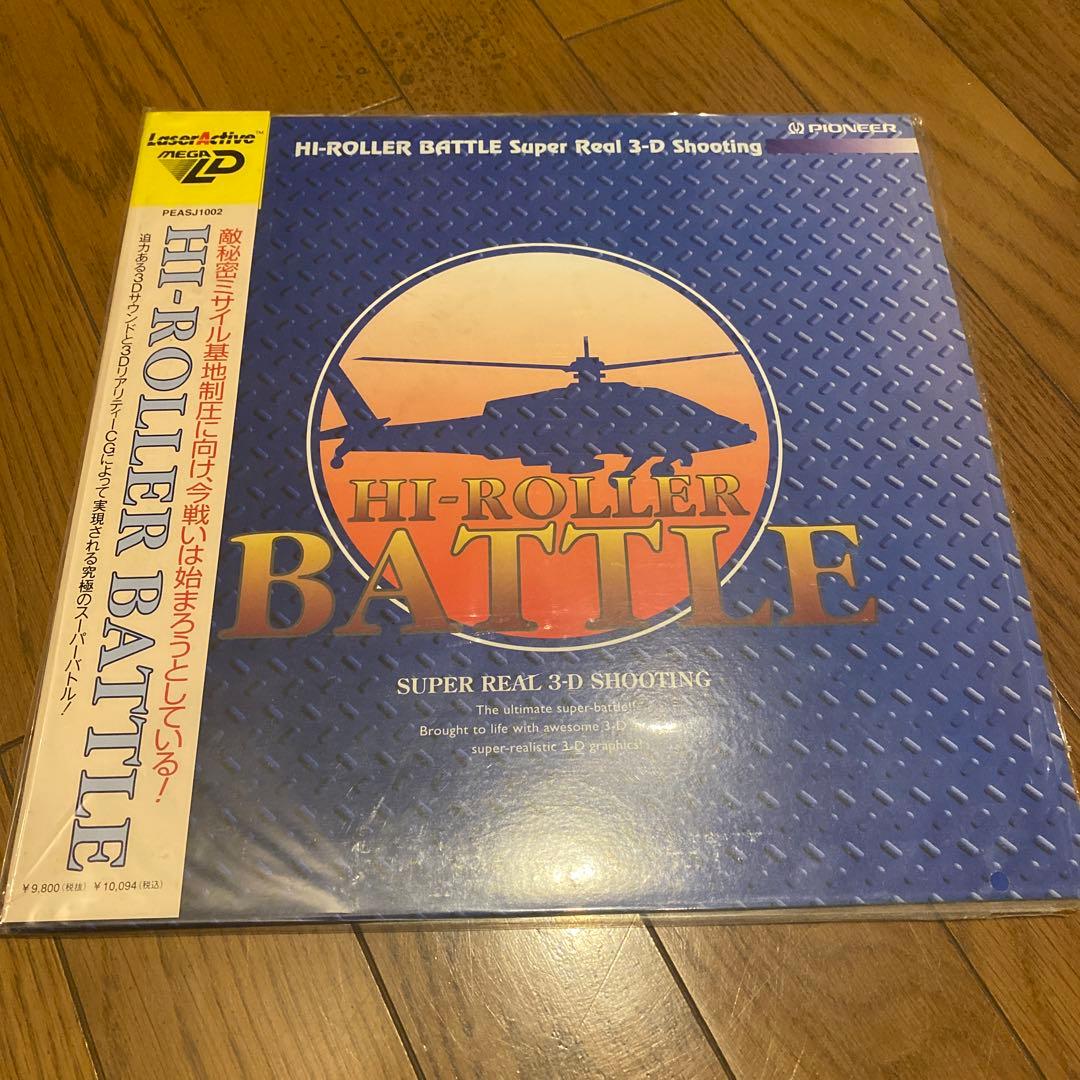 LaserActive™
MEGA LD
PEASJ1002
敵秘密ミサイル基地制圧に向け、今戦いは始まろうとしている!
HI-ROLLER BATTLE
迫力ある3Dサウンドと3DリアリティーCGによって実現される究極のスーパーバトル!
¥9,800(税抜) ¥10,094(税込)
HI-ROLLER BATTLE Super Real 3-D Shooting
PIONEER
HI-ROLLER
BATTLE
SUPER REAL 3-D SHOOTING
The ultimate super-battle!!
Brought to life with awesome 3-D
super-realistic 3-D graphics!